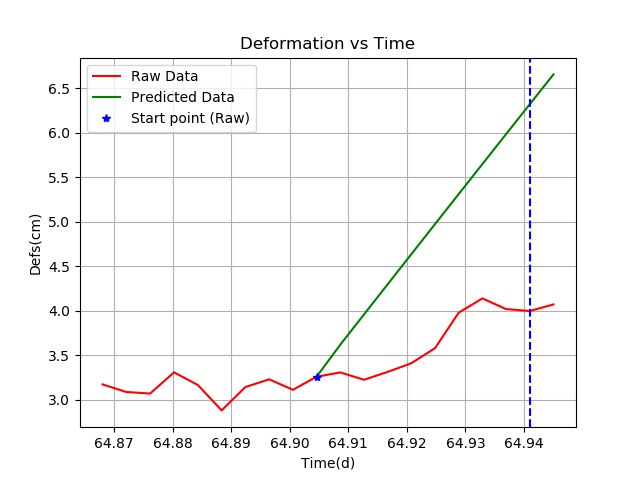 Deformation vs Time
Raw Data
Predicted Data
Start point (Raw)
Defs(cm)
6.5
6.0
5.5
5.0
4.5
4.0
3.5
3.0
64.87 64.88 64.89 64.90 64.91 64.92 64.93 64.94
Time(d)